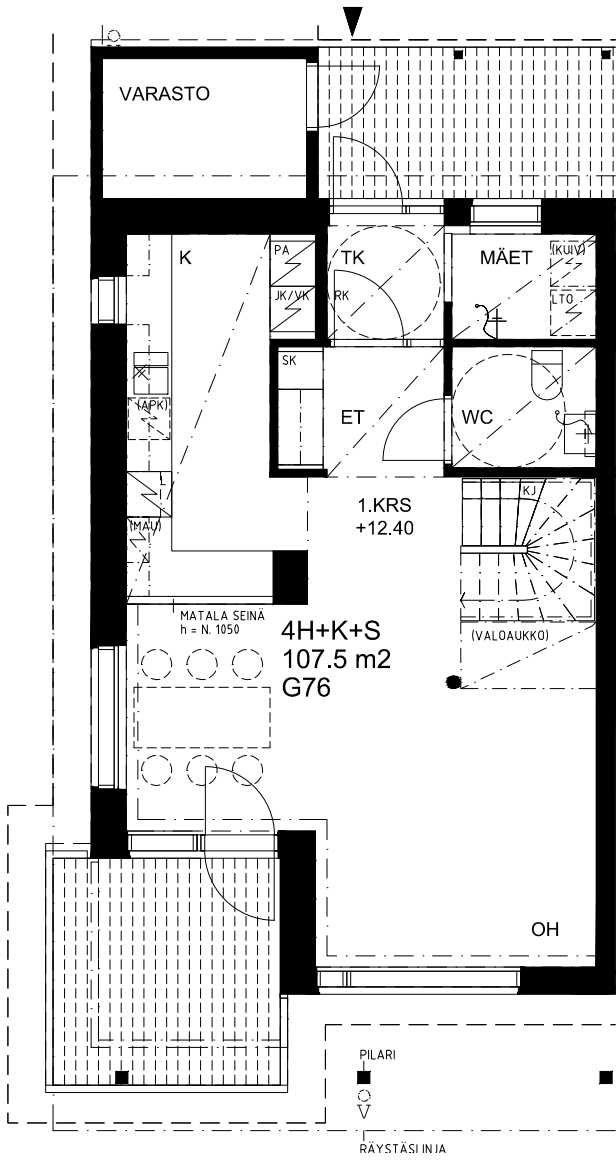 VARASTO
K
PA
TK
MÄET
(KUIV)
JK/VK
RK
LTO
SK
(APK)
ET
WC
L
KJ
1.KRS
+12.40
(MAU)
MATALA SEINÄ
h = N. 1050
4H+K+S
107.5 m2
G76
(VALOAUKKO)
OH
PILARI
RÄYSTÄSLINJA